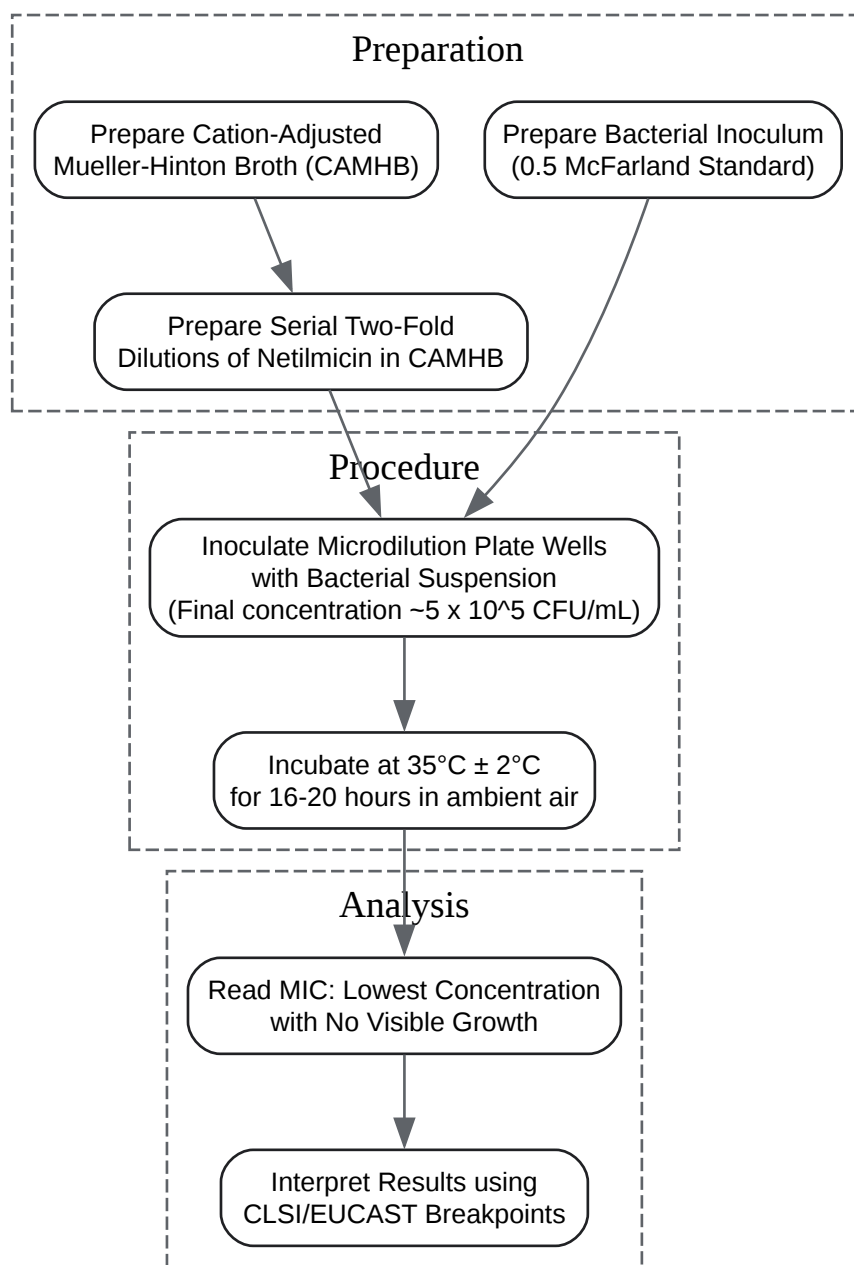 Preparation
Prepare Cation-Adjusted
Mueller-Hinton Broth (CAMHB)
Prepare Bacterial Inoculum
(0.5 McFarland Standard)
Prepare Serial Two-Fold
Dilutions of Netilmicin in CAMHB
Procedure
Inoculate Microdilution Plate Wells
with Bacterial Suspension
(Final concentration ~5 x 10^5 CFU/mL)
Incubate at 35°C ± 2°C
for 16-20 hours in ambient air
Analysis
Read MIC: Lowest Concentration
with No Visible Growth
Interpret Results using
CLSI/EUCAST Breakpoints